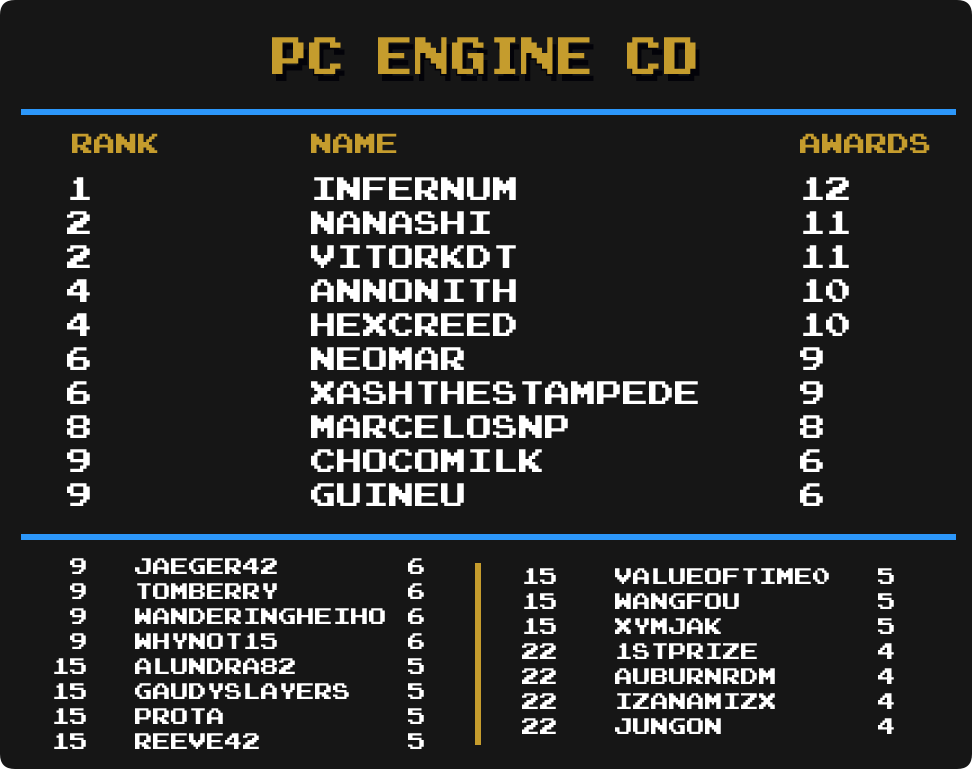 PC ENGINE CD
RANK NAME AWARDS
1 INFERNUM 12
2 NANASHI 11
2 VITORKDT 11
4 ANNONITH 10
4 HEXCREED 10
6 NEOMAR 9
6 XASHTHESTAMPEDE 9
8 MARCELOSNP 8
9 CHOCOMILK 6
9 GUINEU 6
9 JAEGER42 6
9 TOMBERRY 6
9 WANDERINGHEIHO 6
9 WHYNOT15 6
15 ALUNDRA82 5
15 GAUDYSLAYERS 5
15 PROTA 5
15 REEVE42 5
15 VALUEOFTIME0 5
15 WANGFOU 5
15 XYMJAK 5
22 1STPRIZE 4
22 AUBURNRDM 4
22 IZANAMIZX 4
22 JUNGON 4